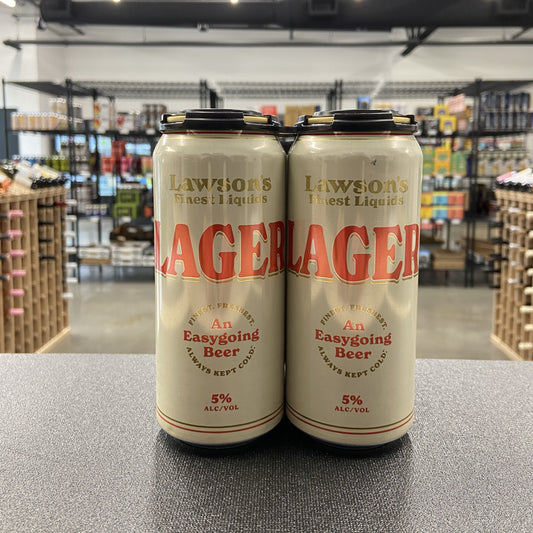 Lawson's
Finest Liquids
LAGER
FINEST. FRESHEST.
An
Easygoing
Beer
ALWAYS KEPT COLD.
5%
ALC/VOL
Lawson's
Finest Liquids
LAGER
FINEST. FRESHEST.
An
Easygoing
Beer
ALWAYS KEPT COLD.
5%
ALC/VOL